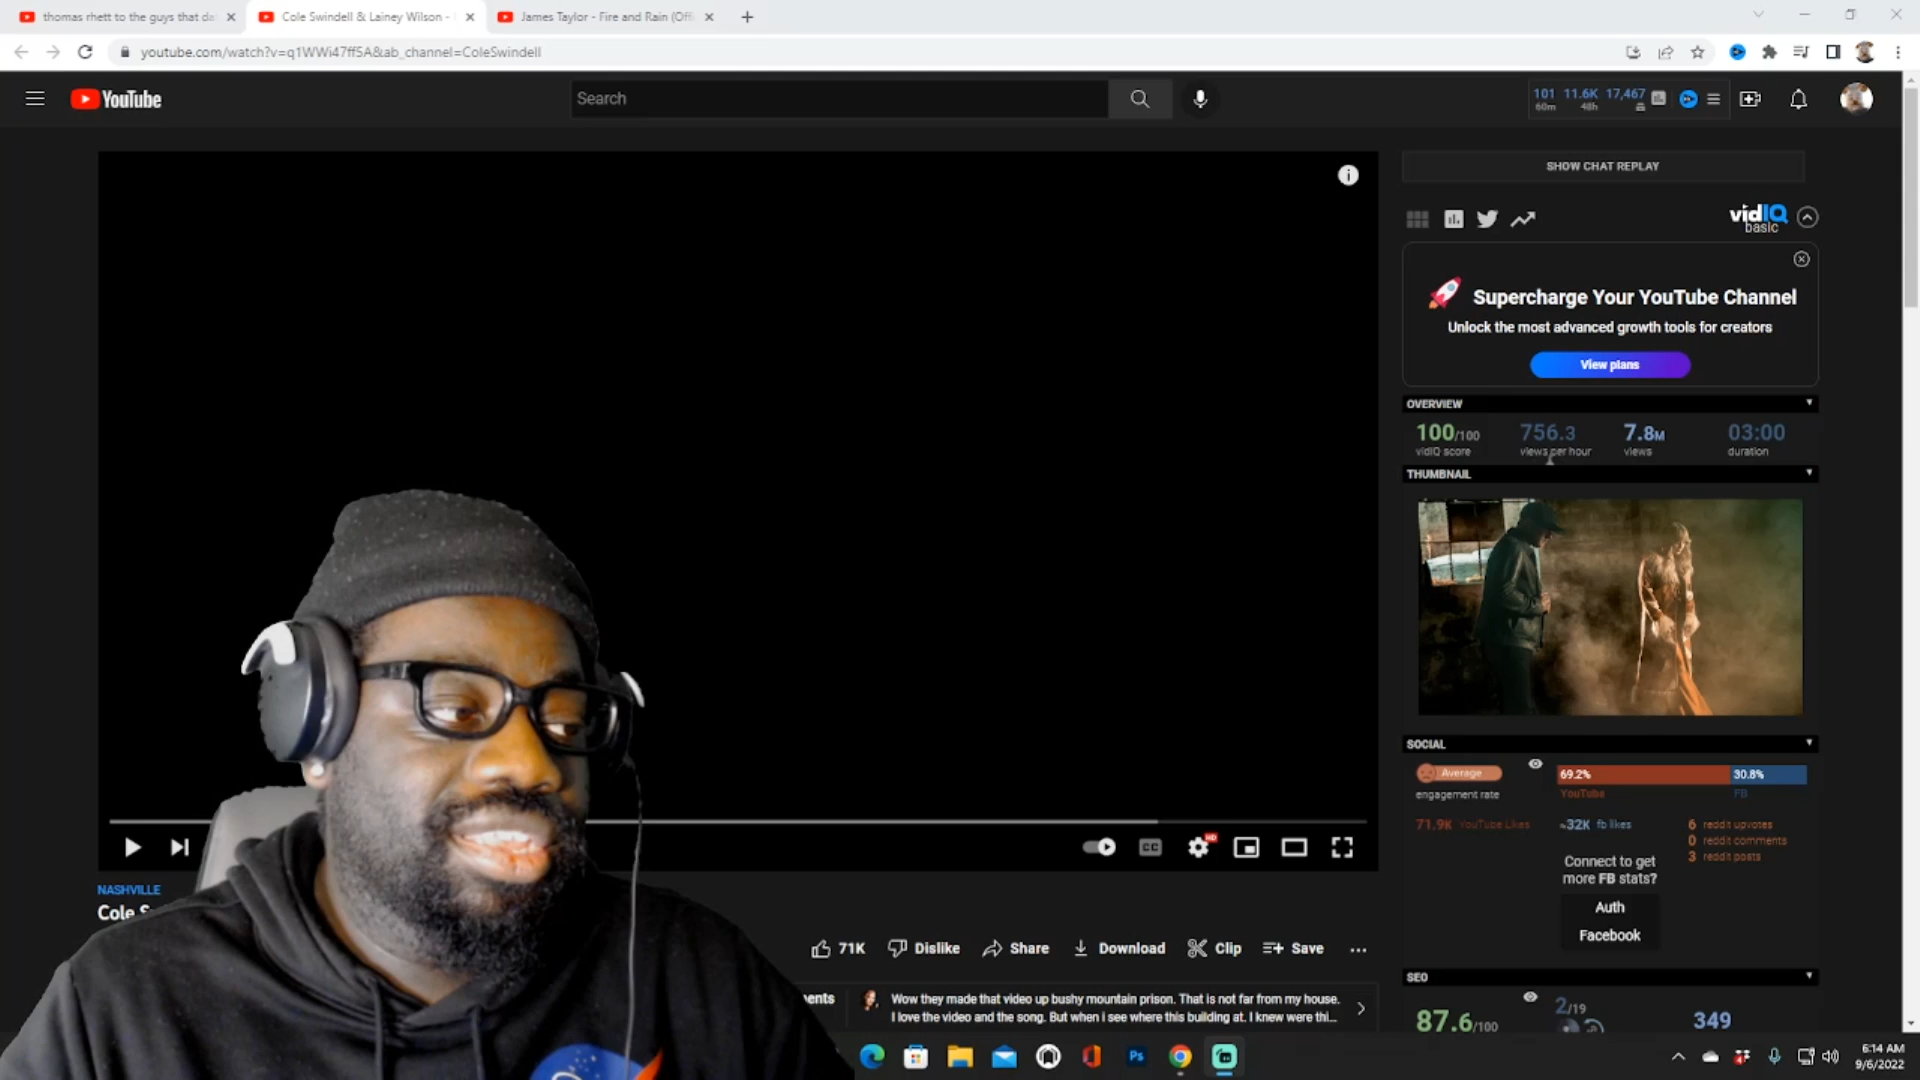 thomas rhett to the guys that da
Cole Swindell & Lainey Wilson -
James Taylor - Fire and Rain (Offi
youtube.com/watch?v=q1WWi47ff5A&ab_channel=ColeSwindell
YouTube
Search
101 11.6K 17,467
60m 48h
SHOW CHAT REPLAY
vidIQ
basic
Supercharge Your YouTube Channel
Unlock the most advanced growth tools for creators
View plans
OVERVIEW
100/100 756.3 7.8M 03:00
vidIQ score views per hour views duration
THUMBNAIL
SOCIAL
Average 69.2% 30.8%
engagement rate YouTube FB
71.9K YouTube Likes ≈32K fb likes 6 reddit upvotes
0 reddit comments
3 reddit posts
Connect to get
more FB stats?
Auth
Facebook
CC HD
NASHVILLE
Cole S
71K Dislike Share Download Clip Save
SEO
87.6/100 2/19 349
ents
Wow they made that video up bushy mountain prison. That is not far from my house.
I love the video and the song. But when i see where this building at. I knew were thi...
Ps
6:14 AM
9/6/2022